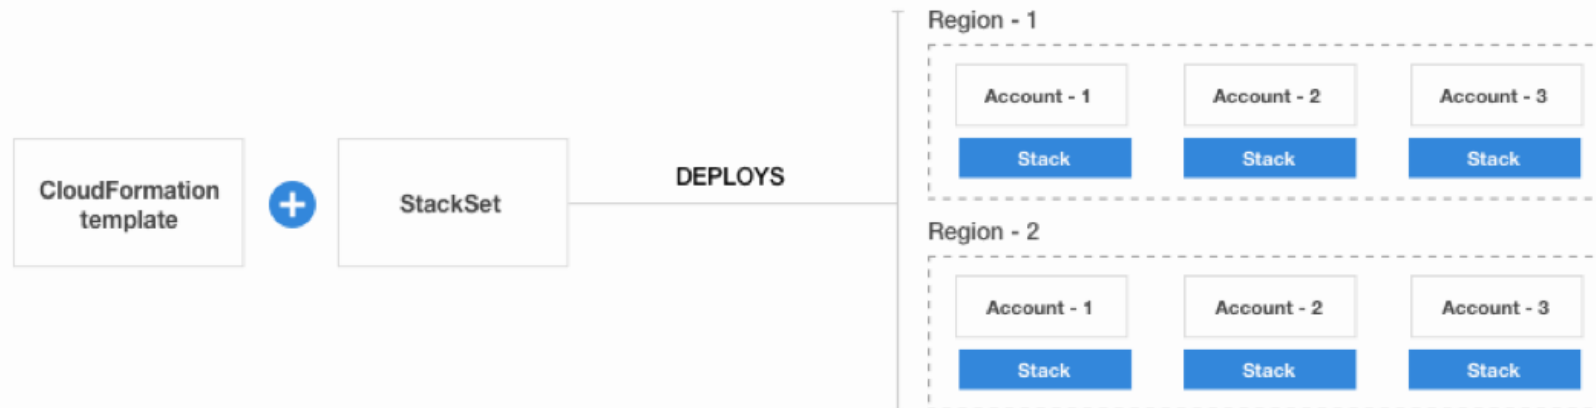 CloudFormation
template
StackSet
DEPLOYS
Region - 1
Account - 1
Account - 2
Account - 3
Stack
Stack
Stack
Region - 2
Account - 1
Account - 2
Account - 3
Stack
Stack
Stack